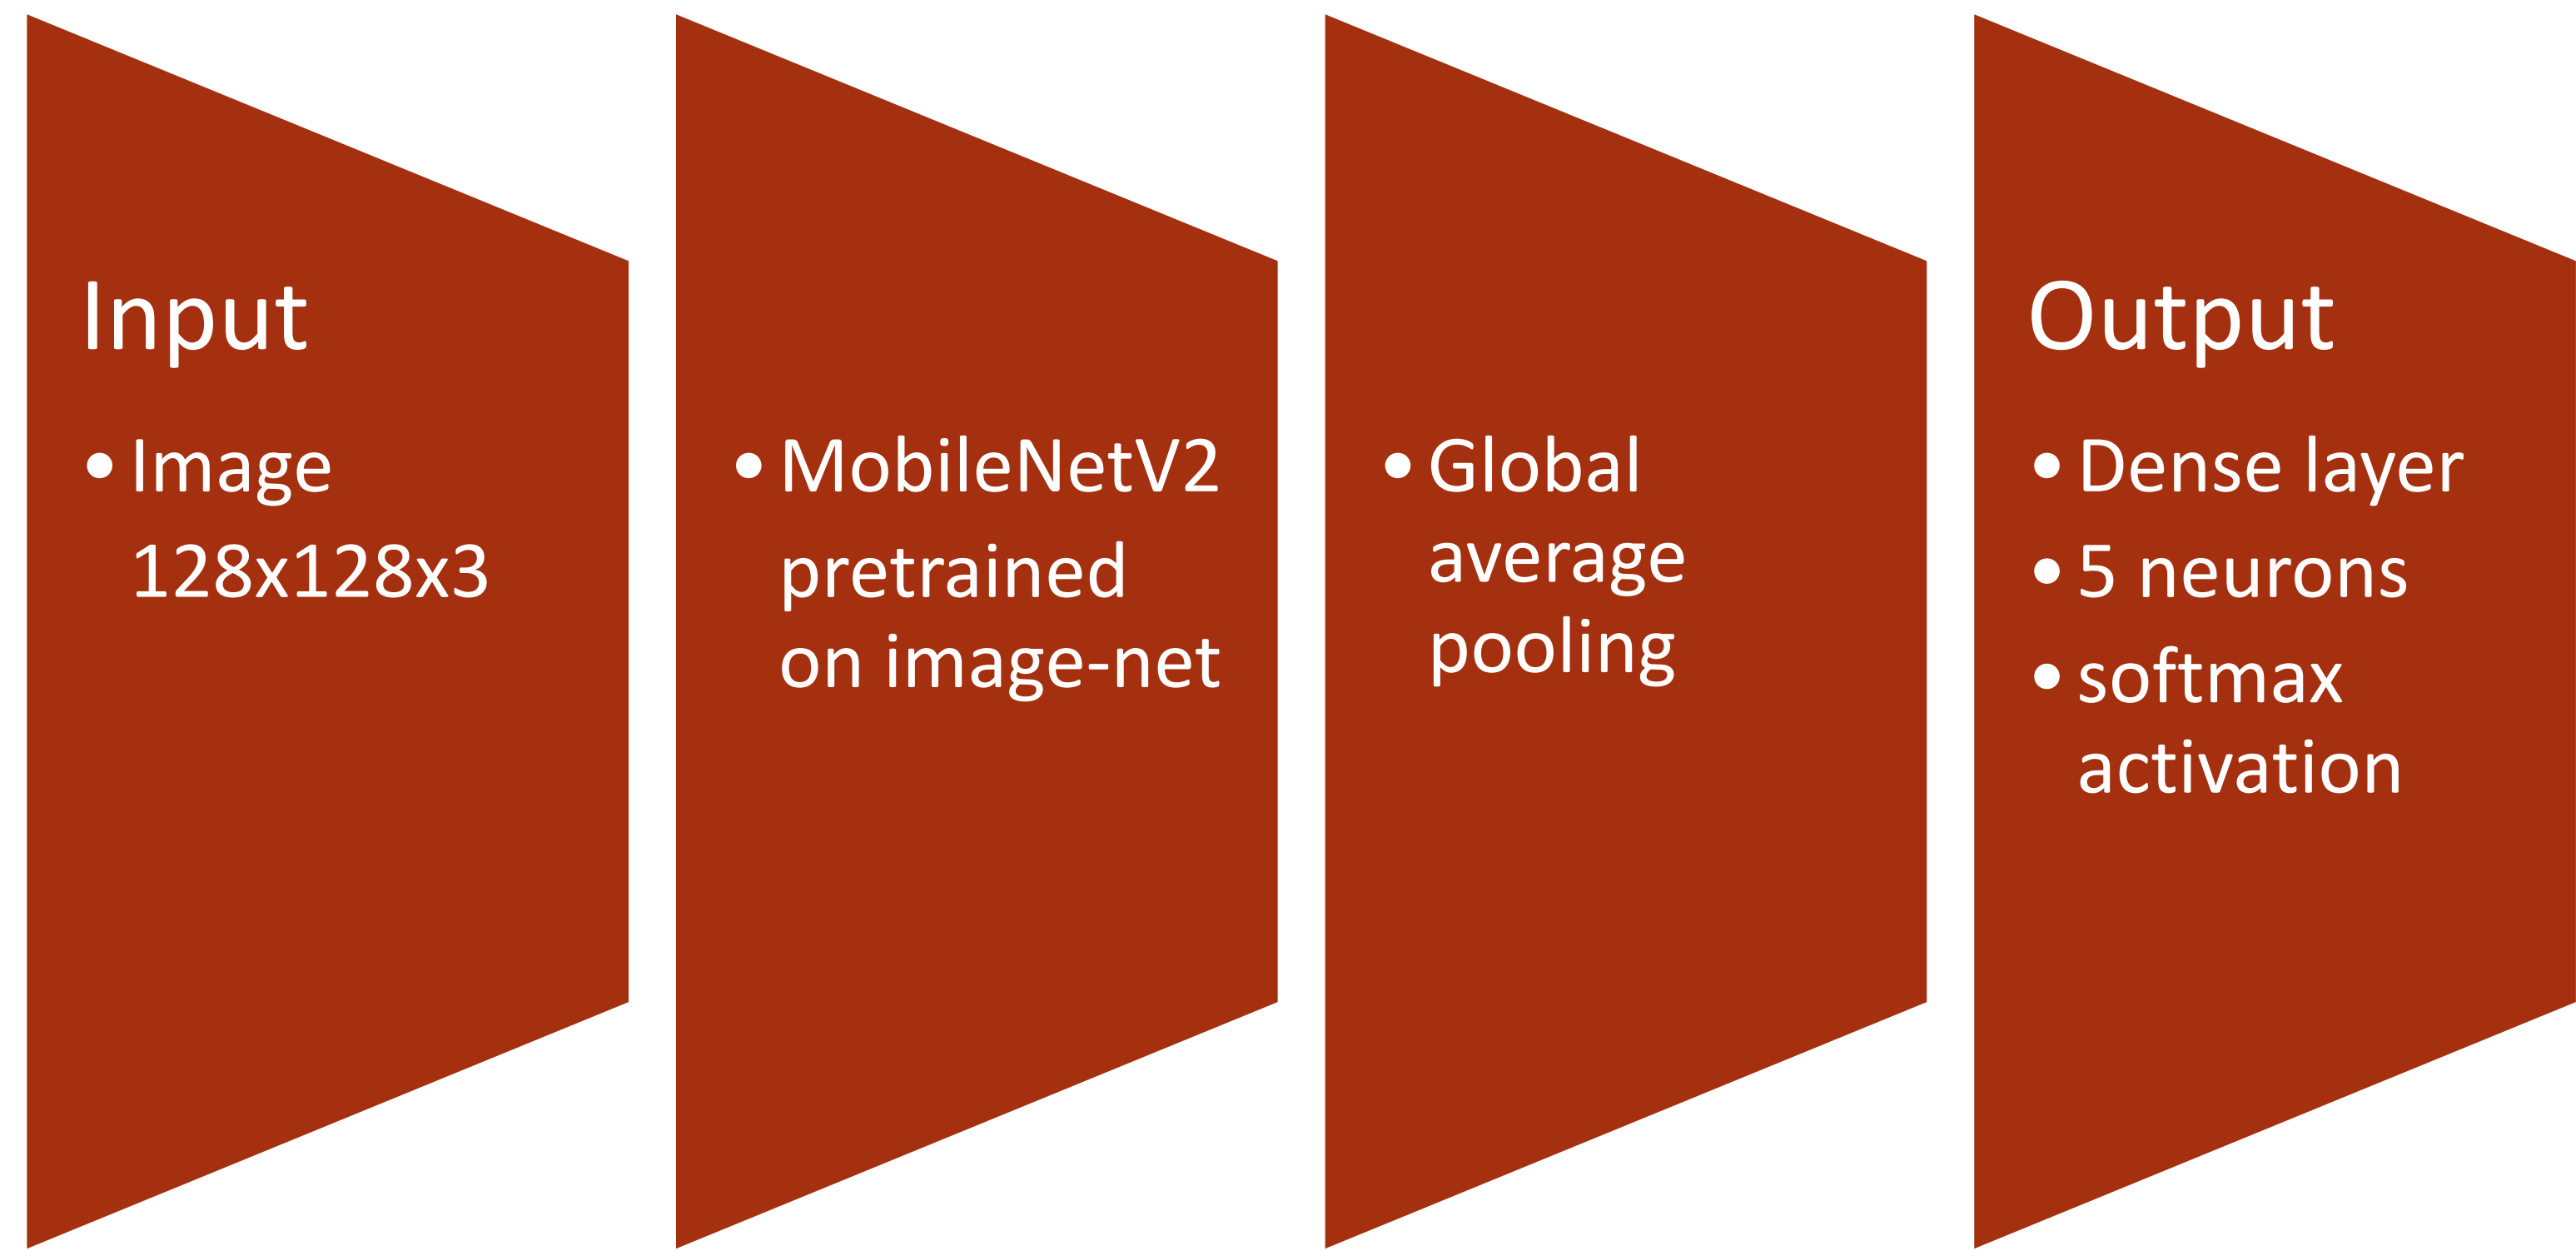 Input
• Image
128x128x3
• MobileNetV2
pretrained
on image-net
• Global
average
pooling
Output
• Dense layer
• 5 neurons
• softmax
activation